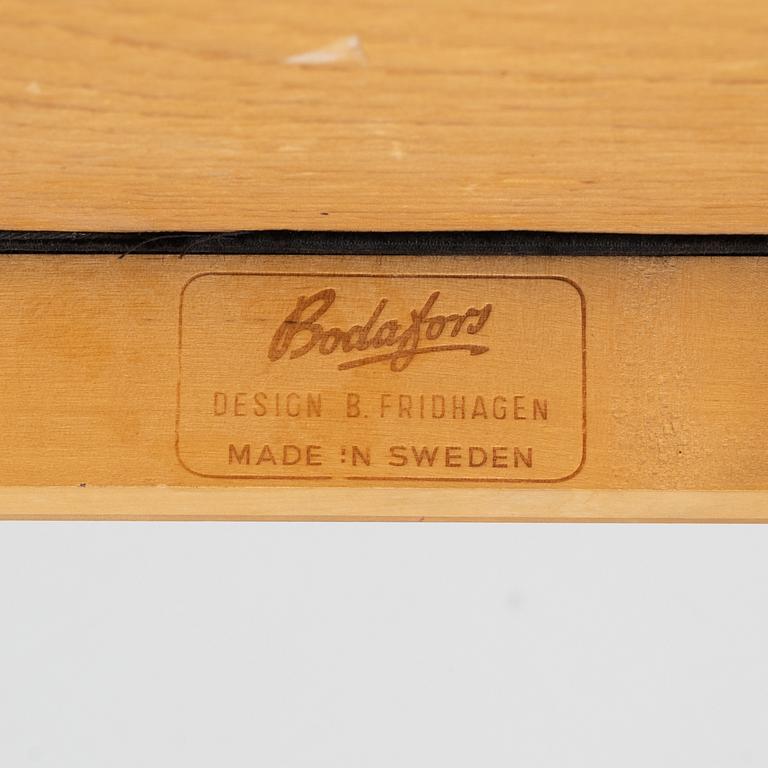 Bodafors
DESIGN B. FRIDHAGEN
MADE IN SWEDEN